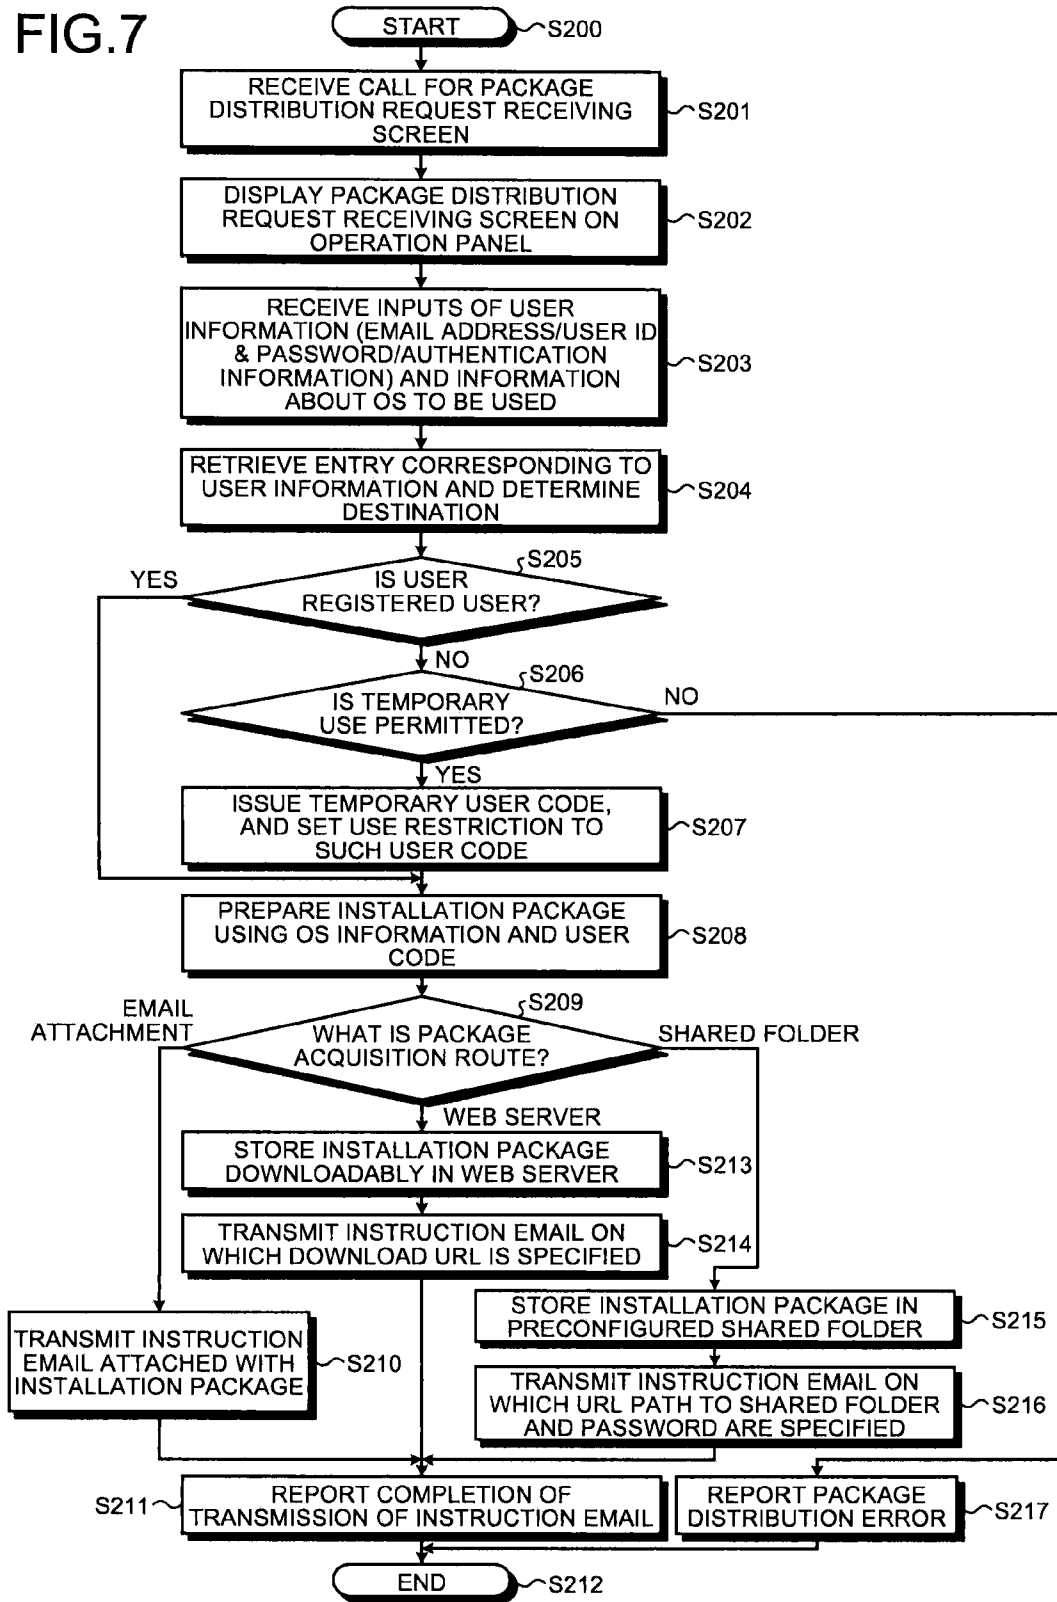 FIG.7
START
S200
RECEIVE CALL FOR PACKAGE
DISTRIBUTION REQUEST RECEIVING
SCREEN
S201
DISPLAY PACKAGE DISTRIBUTION
REQUEST RECEIVING SCREEN ON
OPERATION PANEL
S202
RECEIVE INPUTS OF USER
INFORMATION (EMAIL ADDRESS/USER ID
& PASSWORD/AUTHENTICATION
INFORMATION) AND INFORMATION
ABOUT OS TO BE USED
S203
RETRIEVE ENTRY CORRESPONDING TO
USER INFORMATION AND DETERMINE
DESTINATION
S204
S205
YES
IS USER
REGISTERED USER?
NO
S206
IS TEMPORARY
USE PERMITTED?
NO
YES
ISSUE TEMPORARY USER CODE,
AND SET USE RESTRICTION TO
SUCH USER CODE
S207
PREPARE INSTALLATION PACKAGE
USING OS INFORMATION AND USER
CODE
S208
S209
EMAIL
ATTACHMENT
WHAT IS PACKAGE
ACQUISITION ROUTE?
SHARED FOLDER
WEB SERVER
STORE INSTALLATION PACKAGE
DOWNLOADABLY IN WEB SERVER
S213
TRANSMIT INSTRUCTION EMAIL ON
WHICH DOWNLOAD URL IS SPECIFIED
S214
STORE INSTALLATION PACKAGE IN
PRECONFIGURED SHARED FOLDER
S215
TRANSMIT INSTRUCTION
EMAIL ATTACHED WITH
INSTALLATION PACKAGE
S210
TRANSMIT INSTRUCTION EMAIL ON
WHICH URL PATH TO SHARED FOLDER
AND PASSWORD ARE SPECIFIED
S216
S211
REPORT COMPLETION OF
TRANSMISSION OF INSTRUCTION EMAIL
REPORT PACKAGE
DISTRIBUTION ERROR
S217
END
S212